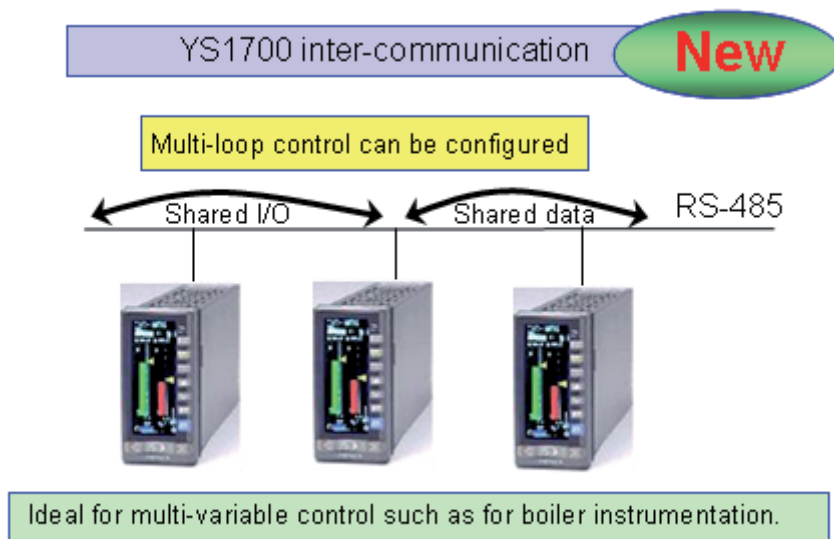 YS1700 inter-communication
New
Multi-loop control can be configured
Shared I/O
Shared data
RS-485
Ideal for multi-variable control such as for boiler instrumentation.